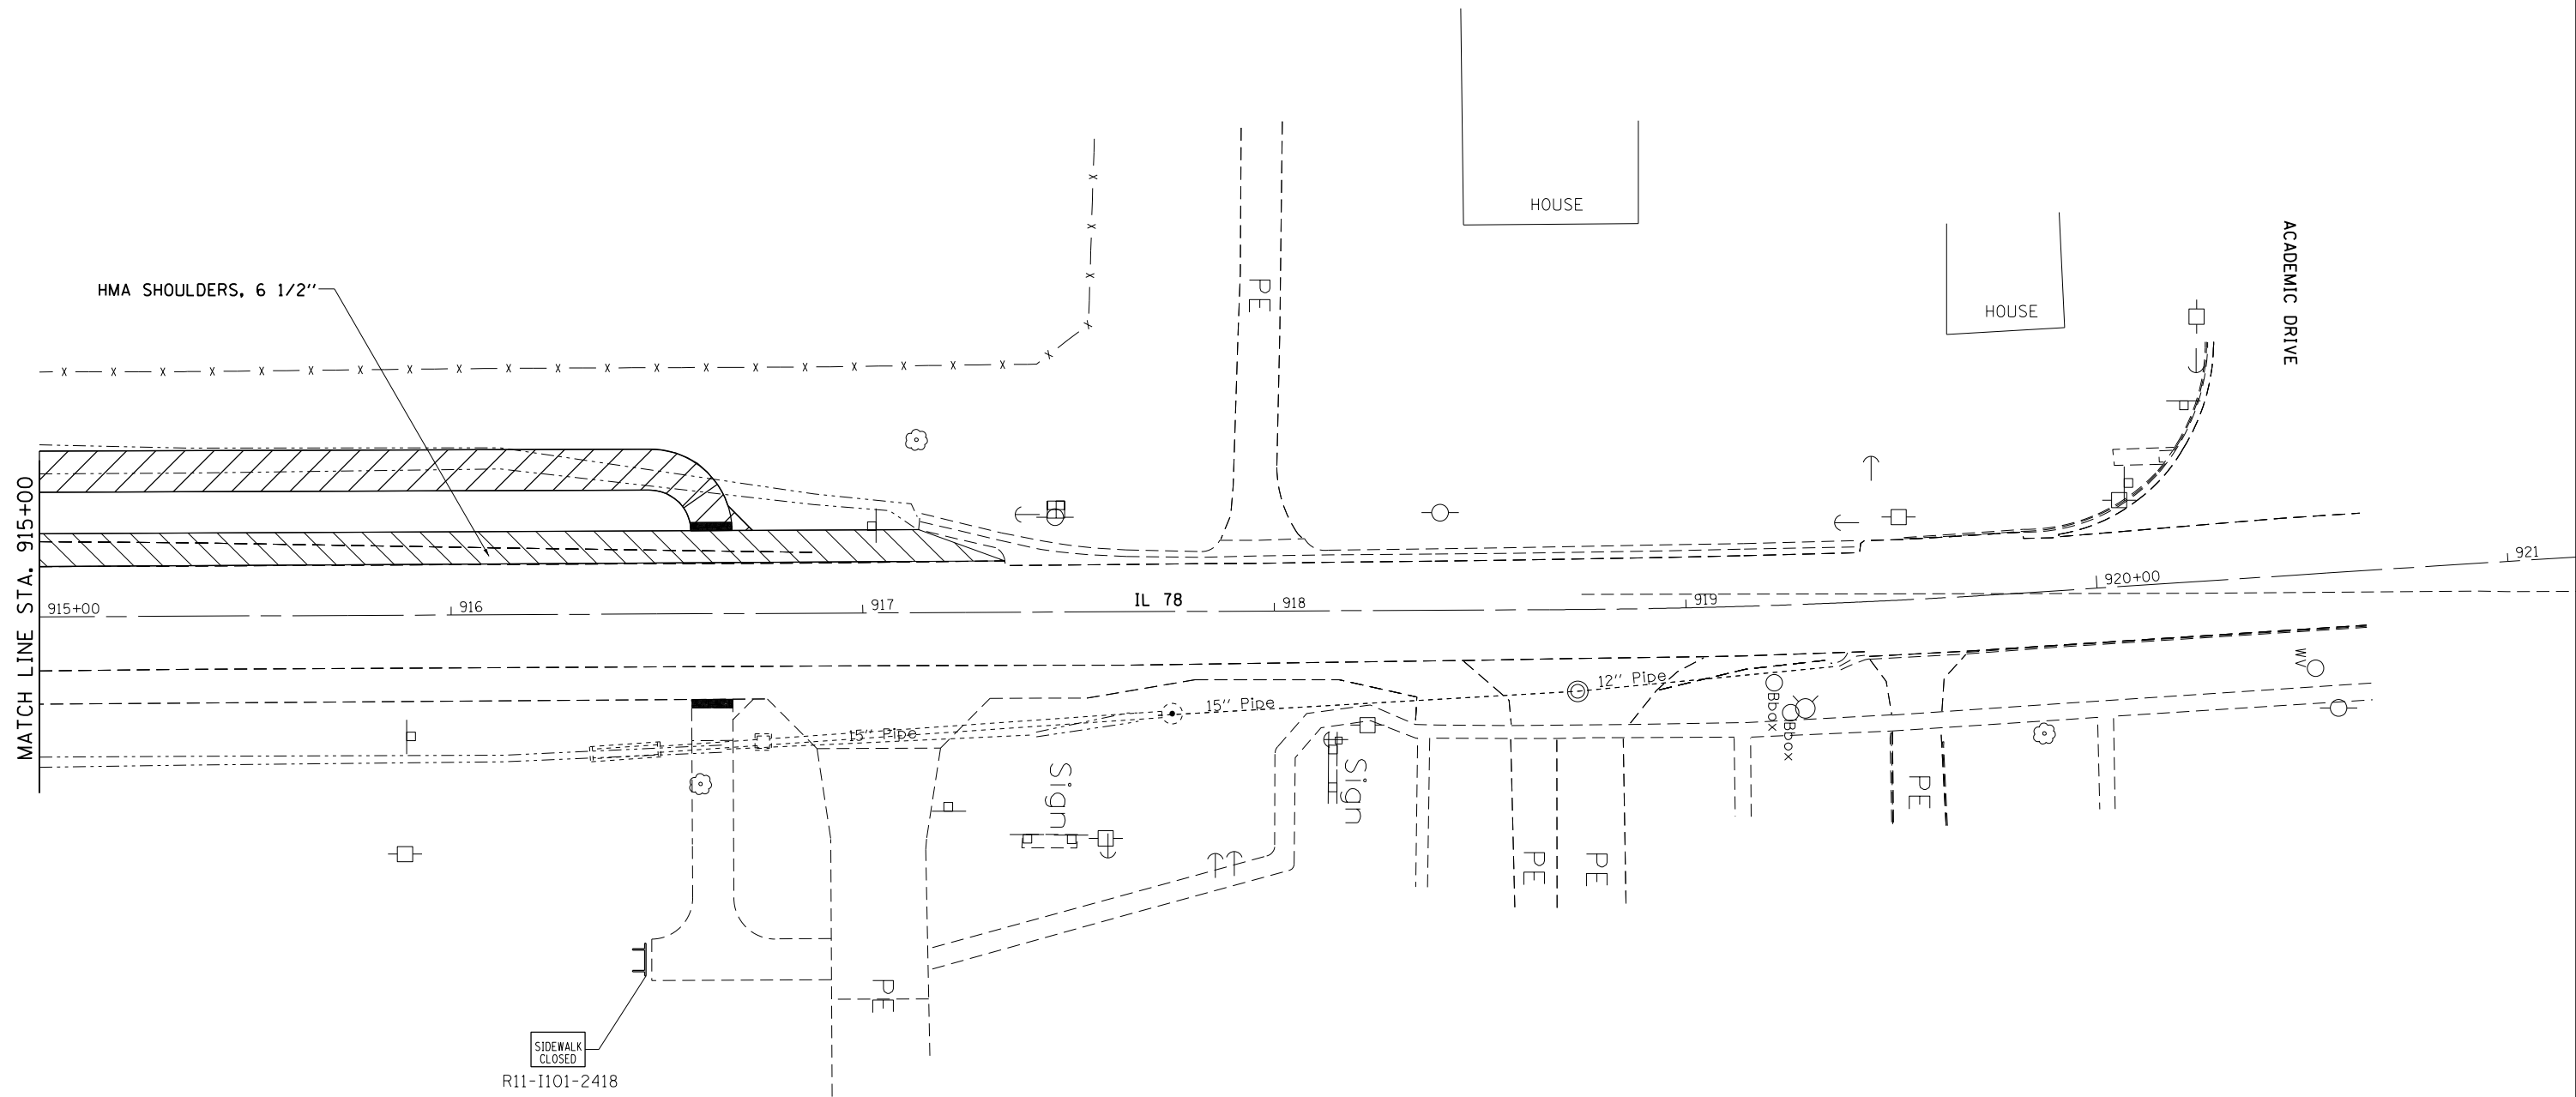 HOUSE
ACADEMIC DRIVE
PE
HMA SHOULDERS, 6 1/2"
HOUSE
MATCH LINE STA. 915+00
915+00
916
917
IL 78
918
919
920+00
921
WV
12" Pipe
15" Pipe
15" Pipe
Bbox
Bbox
Sign
Sign
PE
PE
PE
PE
SIDEWALK
CLOSED
R11-I101-2418